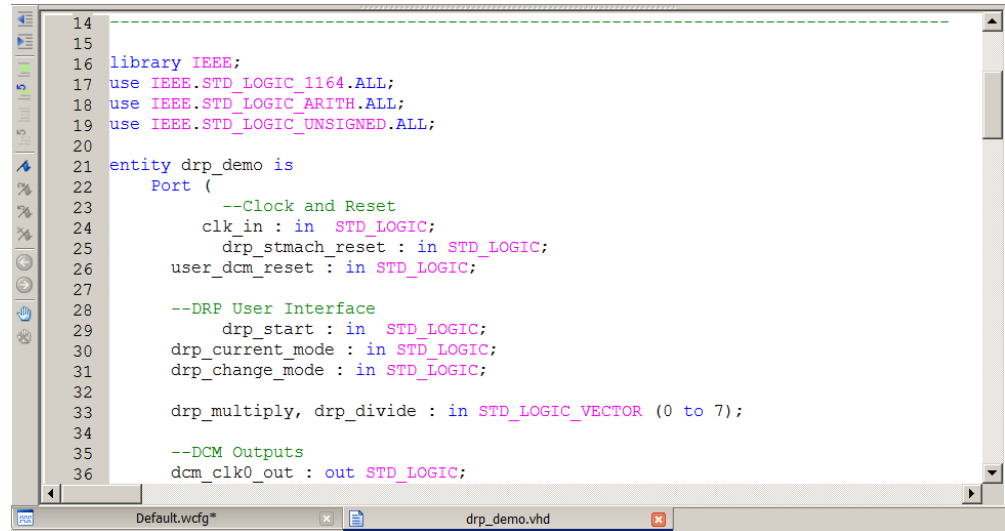 14 --------------------------------------------------------------------------------
15
16 library IEEE;
17 use IEEE.STD_LOGIC_1164.ALL;
18 use IEEE.STD_LOGIC_ARITH.ALL;
19 use IEEE.STD_LOGIC_UNSIGNED.ALL;
20
21 entity drp_demo is
22     Port (
23            --Clock and Reset
24          clk_in : in  STD_LOGIC;
25            drp_stmach_reset : in STD_LOGIC;
26       user_dcm_reset : in STD_LOGIC;
27
28       --DRP User Interface
29            drp_start : in  STD_LOGIC;
30       drp_current_mode : in STD_LOGIC;
31       drp_change_mode : in STD_LOGIC;
32
33       drp_multiply, drp_divide : in STD_LOGIC_VECTOR (0 to 7);
34
35       --DCM Outputs
36       dcm_clk0_out : out STD_LOGIC;
Default.wcfg* drp_demo.vhd